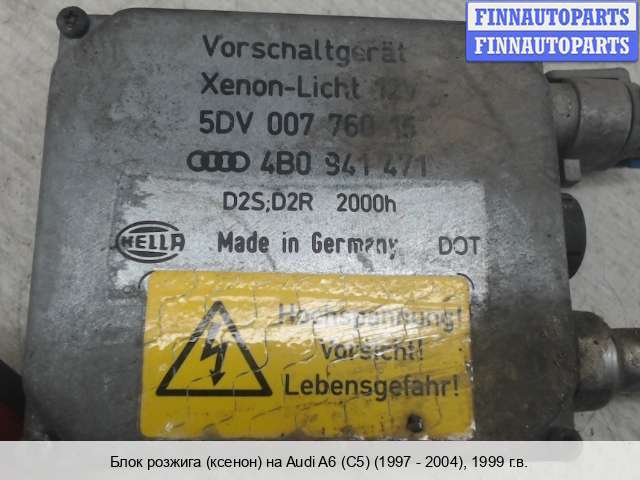 FINNAUTOPARTS
FINNAUTOPARTS
Vorschaltgerät
Xenon-Licht 12V
5DV 007 760 15
4B0 941 471
D2S;D2R 2000h
HELLA Made in Germany DOT
Hochspannung!
Vorsicht!
Lebensgefahr!
Блок розжига (ксенон) на Audi A6 (C5) (1997 - 2004), 1999 г.в.